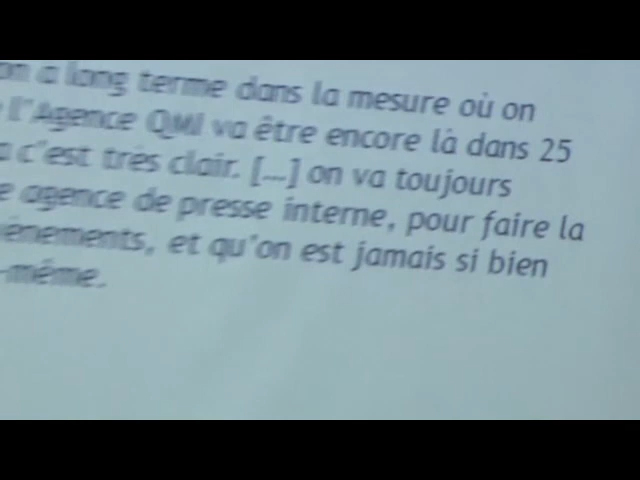 on a long terme dans la mesure où on
l'Agence QMI va être encore là dans 25
c'est très clair. [...] on va toujours
e agence de presse interne, pour faire la
énements, et qu'on est jamais si bien
-même.